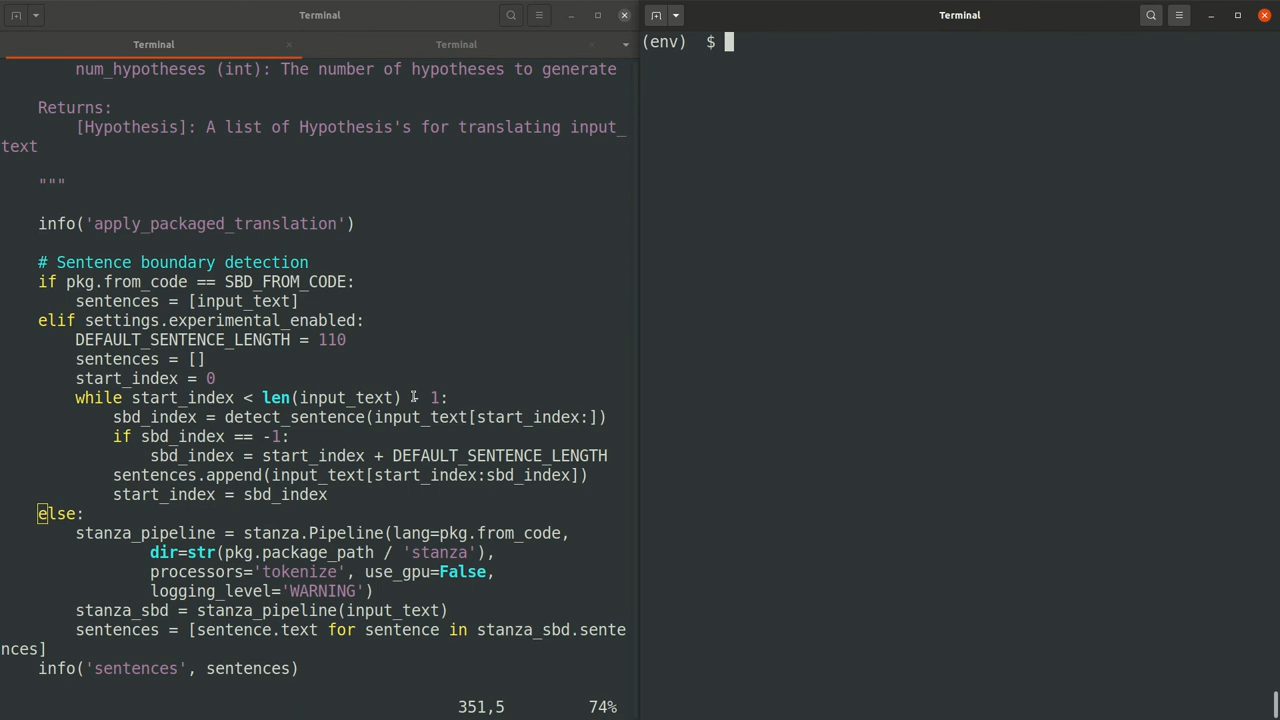 Terminal
Terminal
Terminal
Terminal
num_hypotheses (int): The number of hypotheses to generate
Returns:
[Hypothesis]: A list of Hypothesis's for translating input_
text
"""
info('apply_packaged_translation')
# Sentence boundary detection
if pkg.from_code == SBD_FROM_CODE:
sentences = [input_text]
elif settings.experimental_enabled:
DEFAULT_SENTENCE_LENGTH = 110
sentences = []
start_index = 0
while start_index < len(input_text) - 1:
sbd_index = detect_sentence(input_text[start_index:])
if sbd_index == -1:
sbd_index = start_index + DEFAULT_SENTENCE_LENGTH
sentences.append(input_text[start_index:sbd_index])
start_index = sbd_index
else:
stanza_pipeline = stanza.Pipeline(lang=pkg.from_code,
dir=str(pkg.package_path / 'stanza'),
processors='tokenize', use_gpu=False,
logging_level='WARNING')
stanza_sbd = stanza_pipeline(input_text)
sentences = [sentence.text for sentence in stanza_sbd.sente
nces]
info('sentences', sentences)
351,5 74%
(env) $